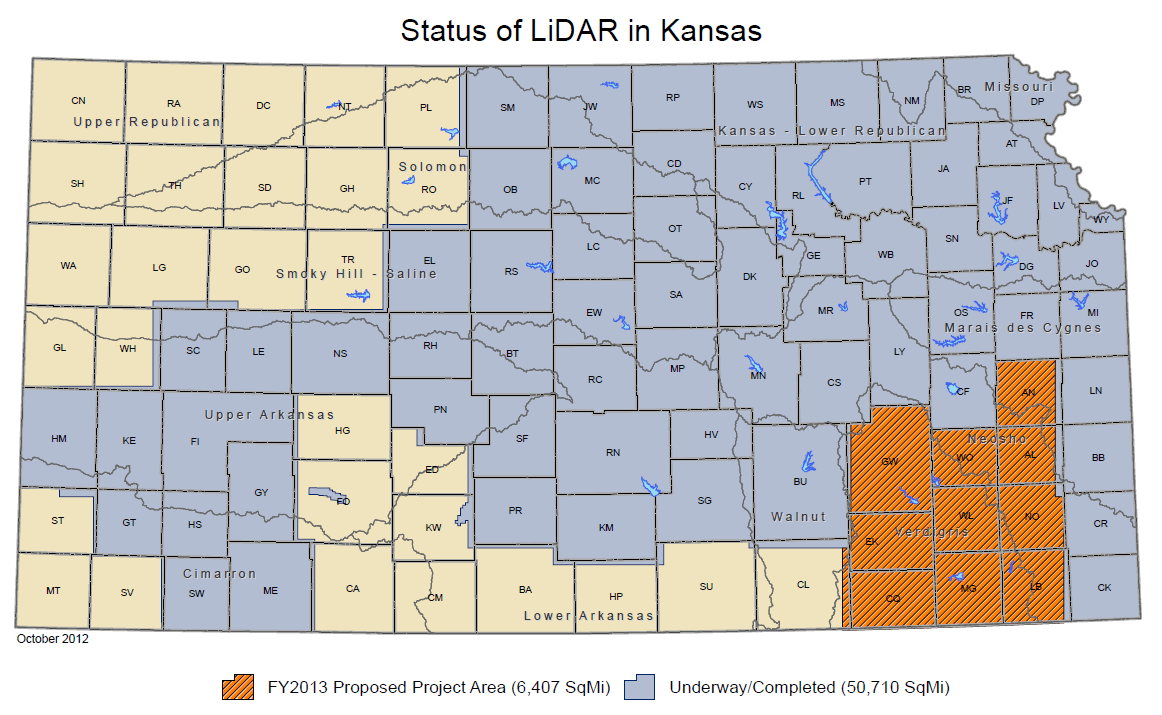 Status of LiDAR in Kansas
CN
RA
DC
NT
PL
SM
JW
RP
WS
MS
NM
BR
Missouri
DP
Upper Republican
Kansas - Lower Republican
AT
SH
TH
SD
GH
Solomon
RO
OB
MC
CD
CY
RL
PT
JA
JF
LV
WY
WA
LG
GO
TR
Smoky Hill - Saline
EL
RS
LC
OT
SA
DK
GE
WB
SN
DG
JO
GL
WH
SC
LE
NS
RH
BT
EW
RC
MP
MN
MR
CS
LY
OS
FR
MI
Marais des Cygnes
CF
AN
LN
HM
KE
FI
Upper Arkansas
HG
PN
SF
RN
HV
BU
GW
WO
Neosho
AL
BB
ST
GT
HS
GY
FO
ED
KW
PR
KM
SG
Walnut
EK
Verdigris
WL
NO
CR
MT
SV
Cimarron
SW
ME
CA
CM
BA
HP
Lower Arkansas
SU
CL
CQ
MG
LB
CK
October 2012
FY2013 Proposed Project Area (6,407 SqMi)
Underway/Completed (50,710 SqMi)